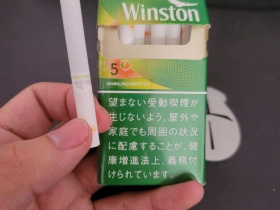 Winston
5
SPARKLING MENTHOL
望まない受動喫煙が
生じないよう、屋外や
家庭でも周囲の状況
に配慮することが、健
康増進法上、義務付
けられています。